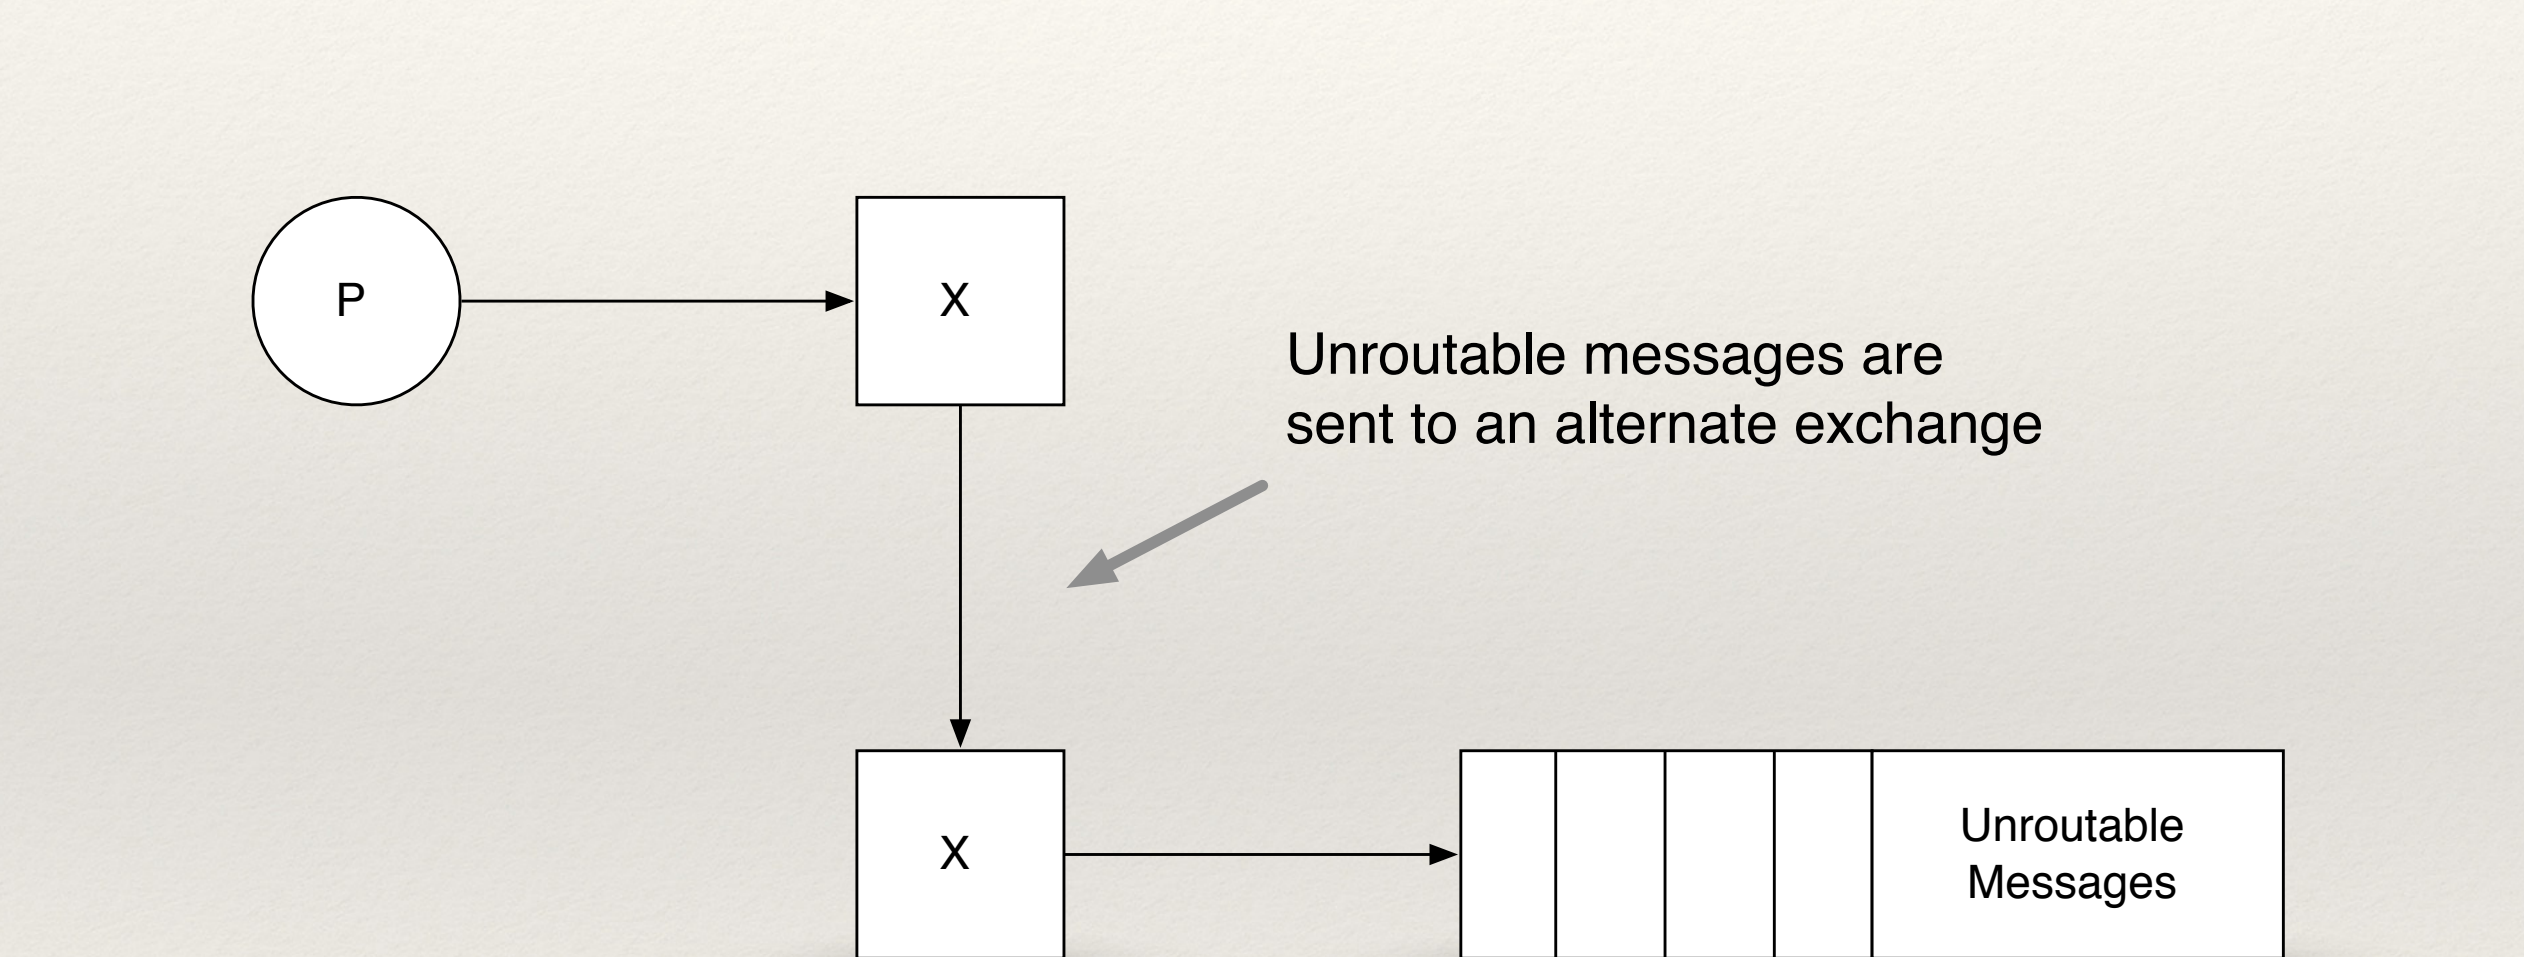 P
X
Unroutable messages are
sent to an alternate exchange
X
Unroutable
Messages